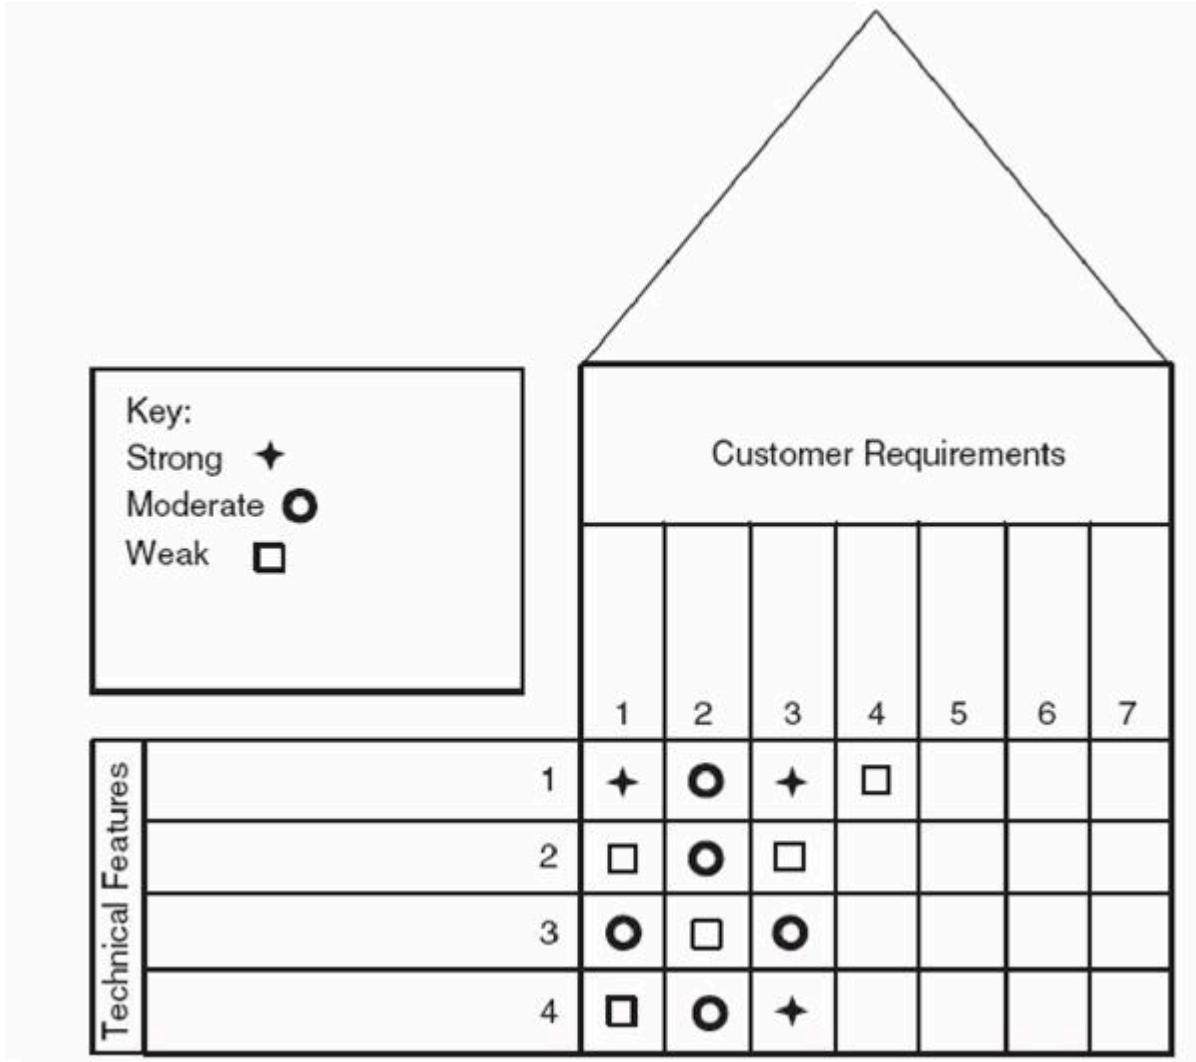 Key:
Strong
Moderate
Weak
Customer Requirements
1 2 3 4 5 6 7
Technical Features
1
2
3
4